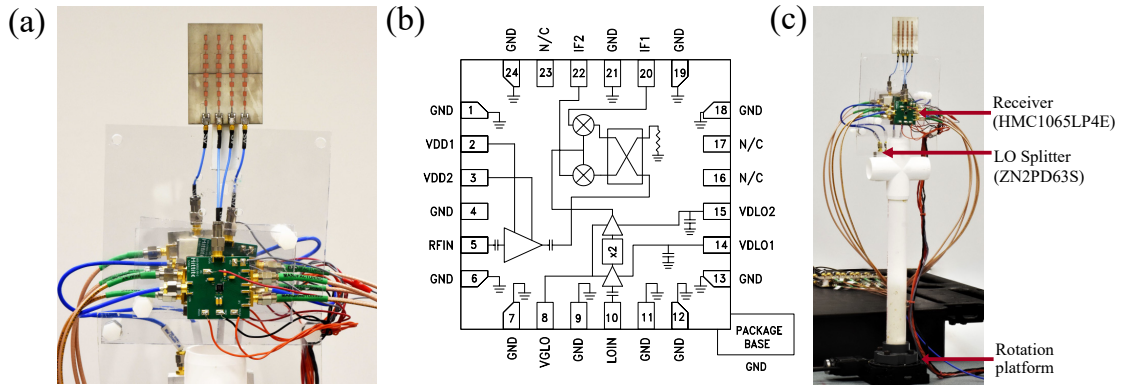 (a)
(b)
(c)
GND
N/C
IF2
GND
IF1
GND
24
23
22
21
20
19
GND
1
18
GND
VDD1
2
17
N/C
VDD2
3
16
N/C
GND
4
15
VDLO2
RFIN
5
14
VDLO1
x2
GND
6
13
GND
7
8
9
10
11
12
GND
VGLO
GND
LOIN
GND
GND
PACKAGE
BASE
GND
Receiver
(HMC1065LP4E)
LO Splitter
(ZN2PD63S)
Rotation
platform